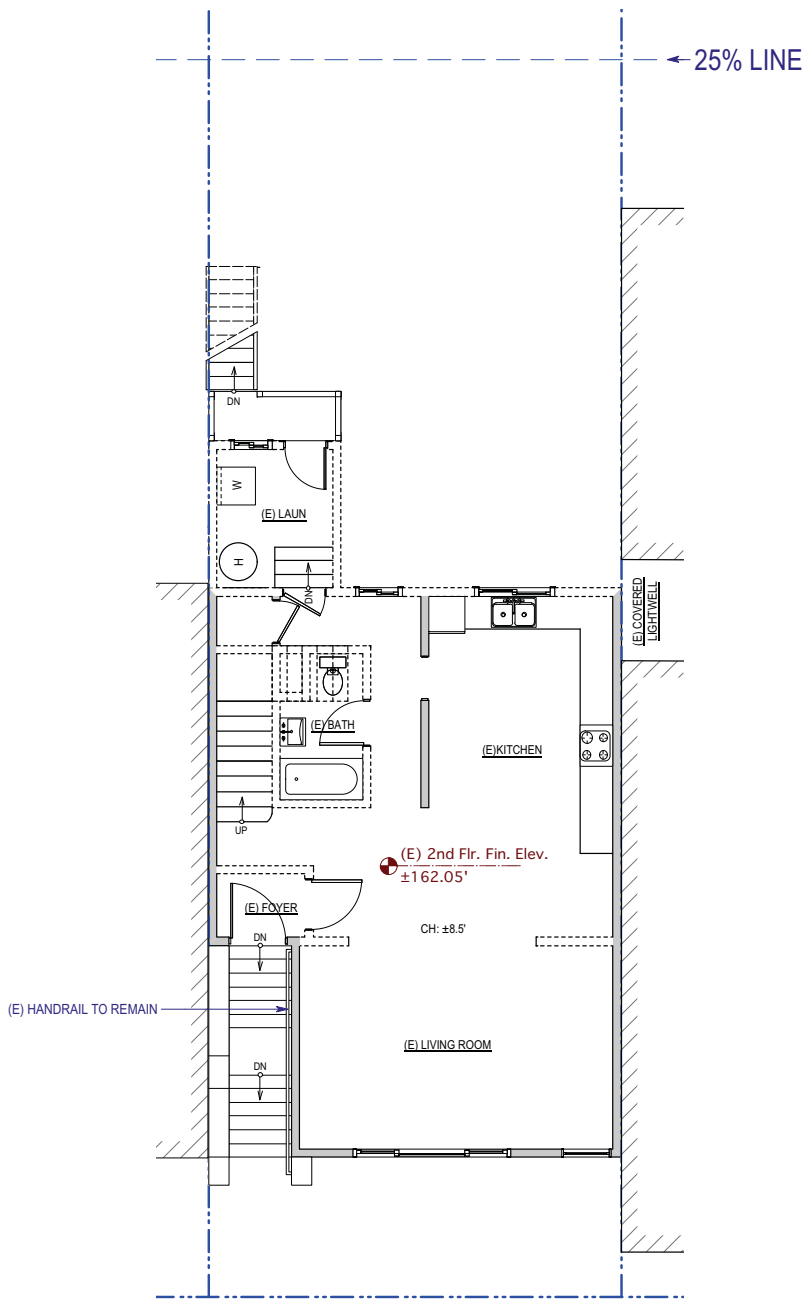 25% LINE
DN
W
(E) LAUN
H
DN
(E) COVERED
LIGHTWELL
(E) BATH
(E)KITCHEN
UP
(E) 2nd Flr. Fin. Elev.
±162.05'
(E) FOYER
CH: ±8.5'
DN
(E) HANDRAIL TO REMAIN
(E) LIVING ROOM
DN